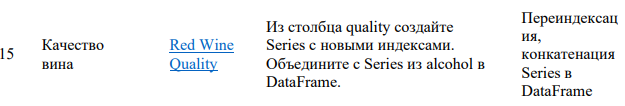 15
Качество
вина
Red Wine
Quality
Из столбца quality создайте
Series с новыми индексами.
Объедините с Series из alcohol в
DataFrame.
Переиндексац
ия,
конкатенация
Series в
DataFrame